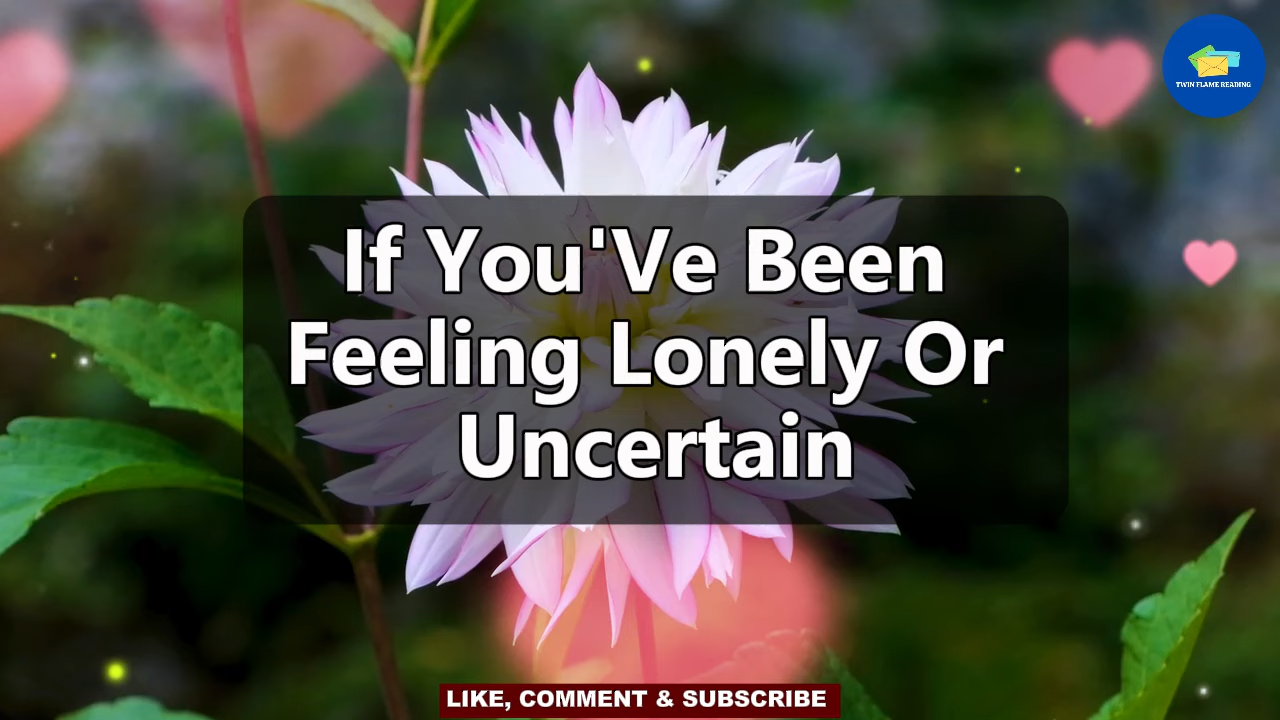 TWIN FLAME READING
If You'Ve Been
Feeling Lonely Or
Uncertain
LIKE, COMMENT & SUBSCRIBE